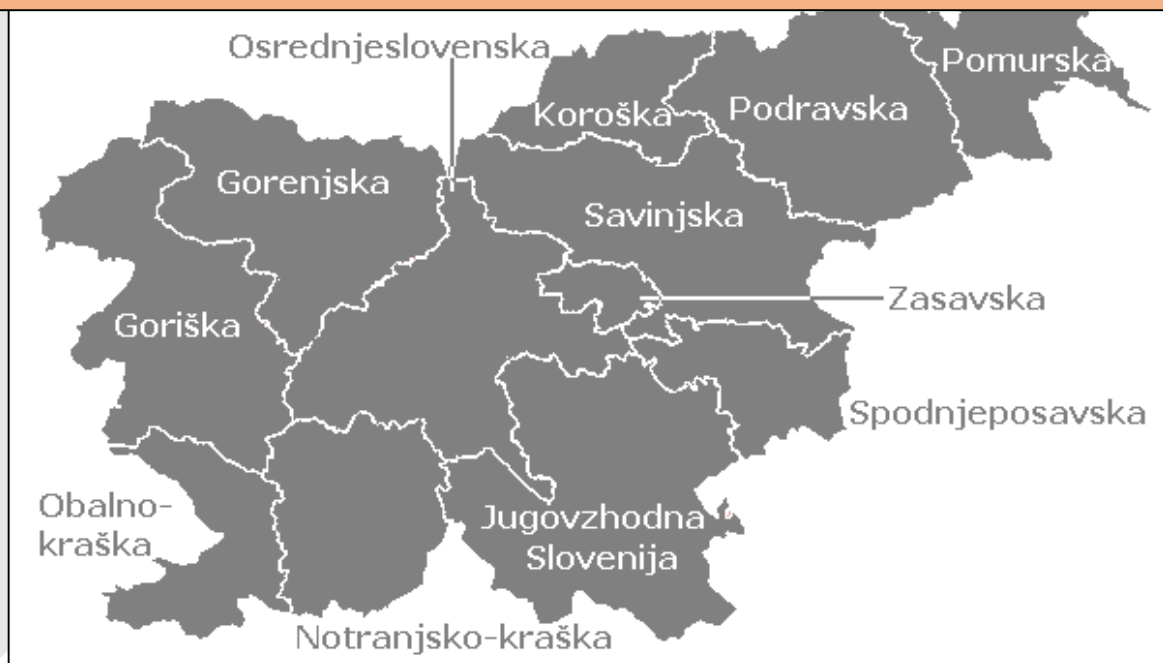 Osrednjeslovenska
Pomurska
Koroška
Podravska
Gorenjska
Savinjska
Zasavska
Goriška
Spodnjeposavska
Obalno-
kraška
Jugovzhodna
Slovenija
Notranjsko-kraška